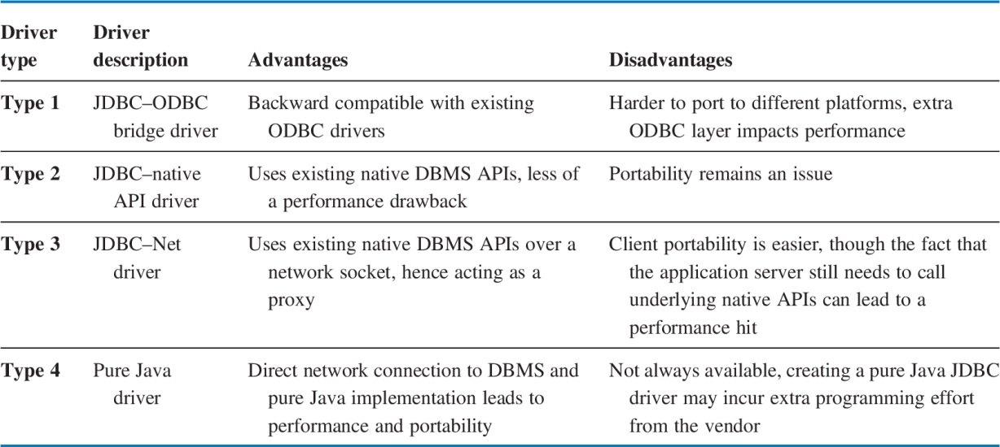 Driver type
Driver description
Advantages
Disadvantages
Type 1
JDBC–ODBC
bridge driver
Backward compatible with existing
ODBC drivers
Harder to port to different platforms, extra
ODBC layer impacts performance
Type 2
JDBC–native
API driver
Uses existing native DBMS APIs, less of
a performance drawback
Portability remains an issue
Type 3
JDBC–Net
driver
Uses existing native DBMS APIs over a
network socket, hence acting as a
proxy
Client portability is easier, though the fact that
the application server still needs to call
underlying native APIs can lead to a
performance hit
Type 4
Pure Java
driver
Direct network connection to DBMS and
pure Java implementation leads to
performance and portability
Not always available, creating a pure Java JDBC
driver may incur extra programming effort
from the vendor